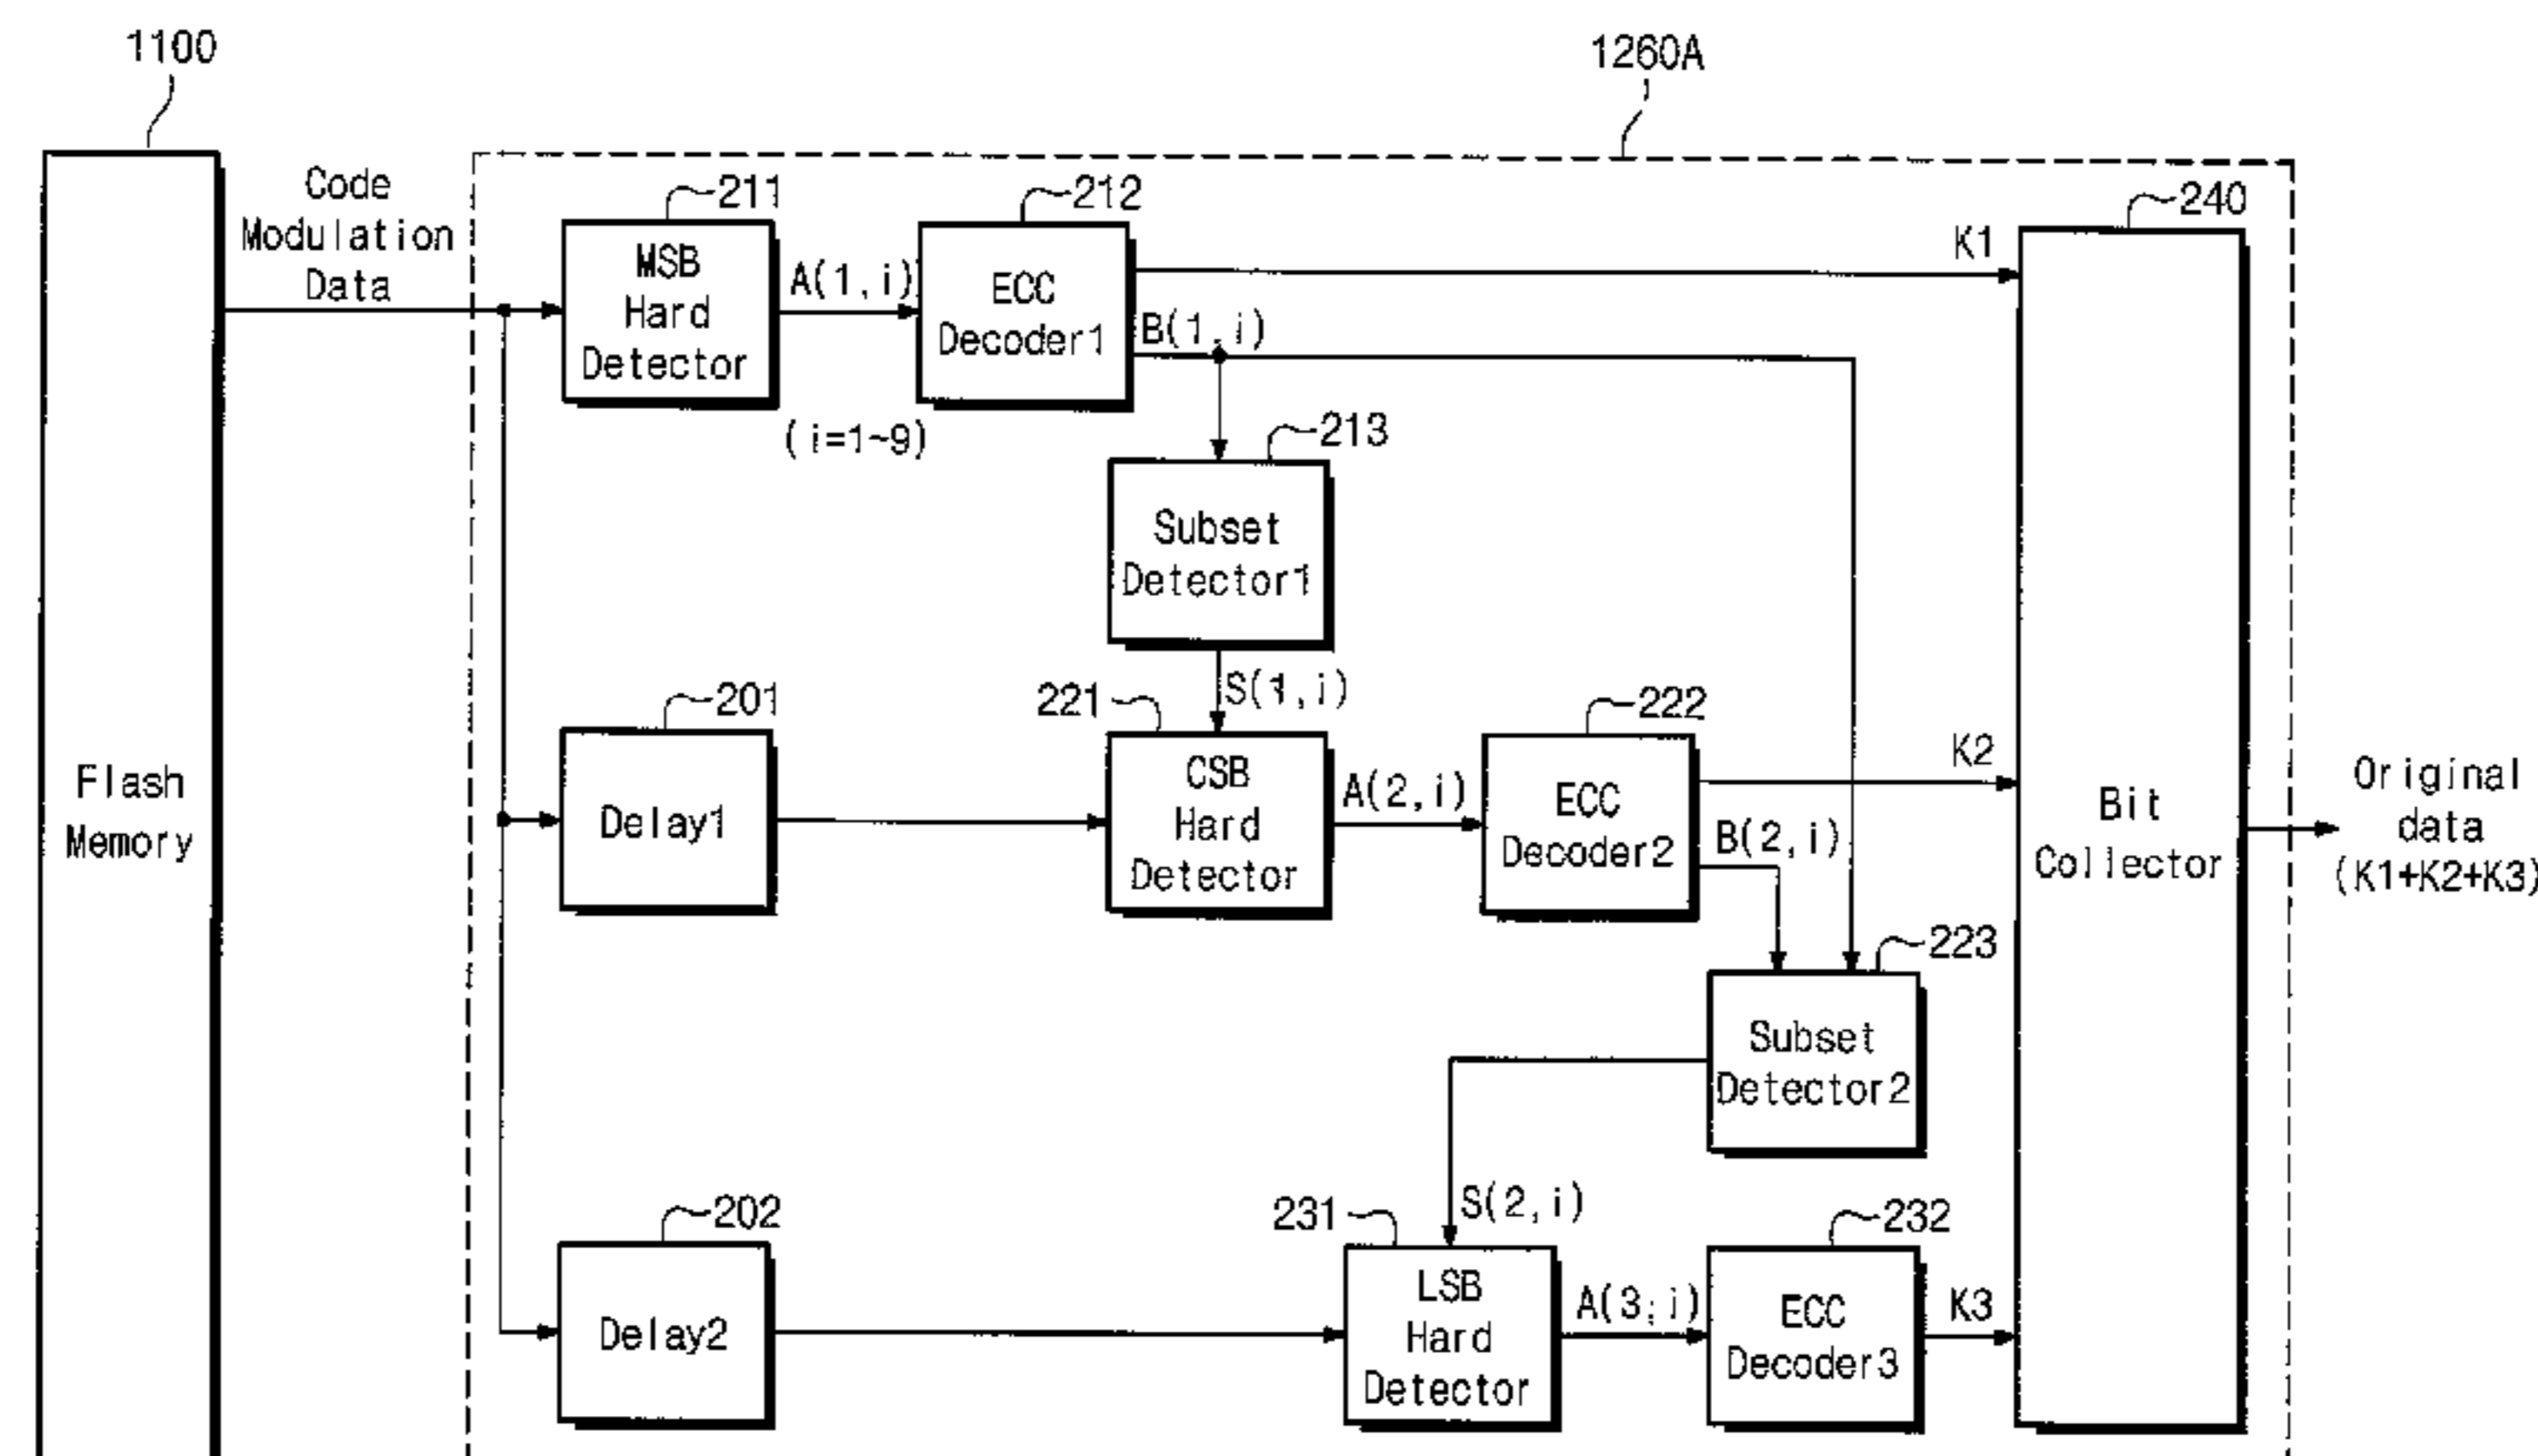 1100
1260A
Code
Modulation
Data
211
212
240
MSB
Hard
Detector
A(1,i)
ECC
Decoder1
K1
B(1,i)
(i=1~9)
213
Subset
Detector1
S(1,i)
201
221
222
Flash
Memory
Delay1
CSB
Hard
Detector
A(2,i)
ECC
Decoder2
K2
B(2,i)
Bit
Collector
Original
data
(K1+K2+K3)
223
Subset
Detector2
S(2,i)
202
231
232
Delay2
LSB
Hard
Detector
A(3,i)
ECC
Decoder3
K3